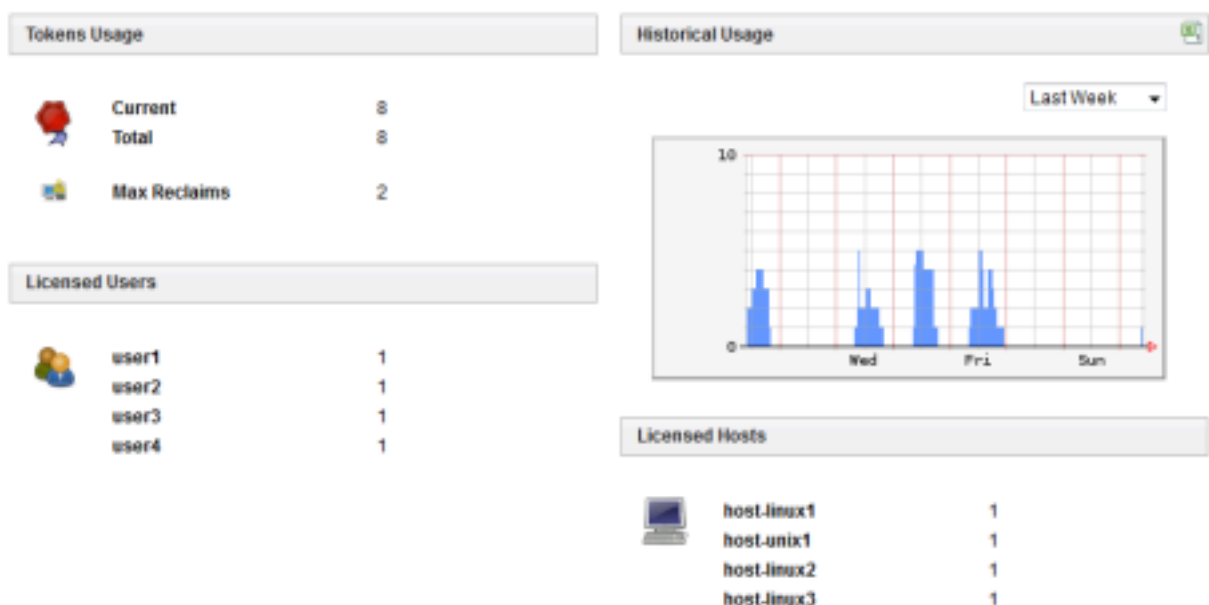 Tokens Usage
Current 8
Total 8
Max Reclaims 2
Licensed Users
user1 1
user2 1
user3 1
user4 1
Historical Usage
Last Week
10
0
Wed Fri Sun
Licensed Hosts
host-linux1 1
host-unix1 1
host-linux2 1
host-linux3 1